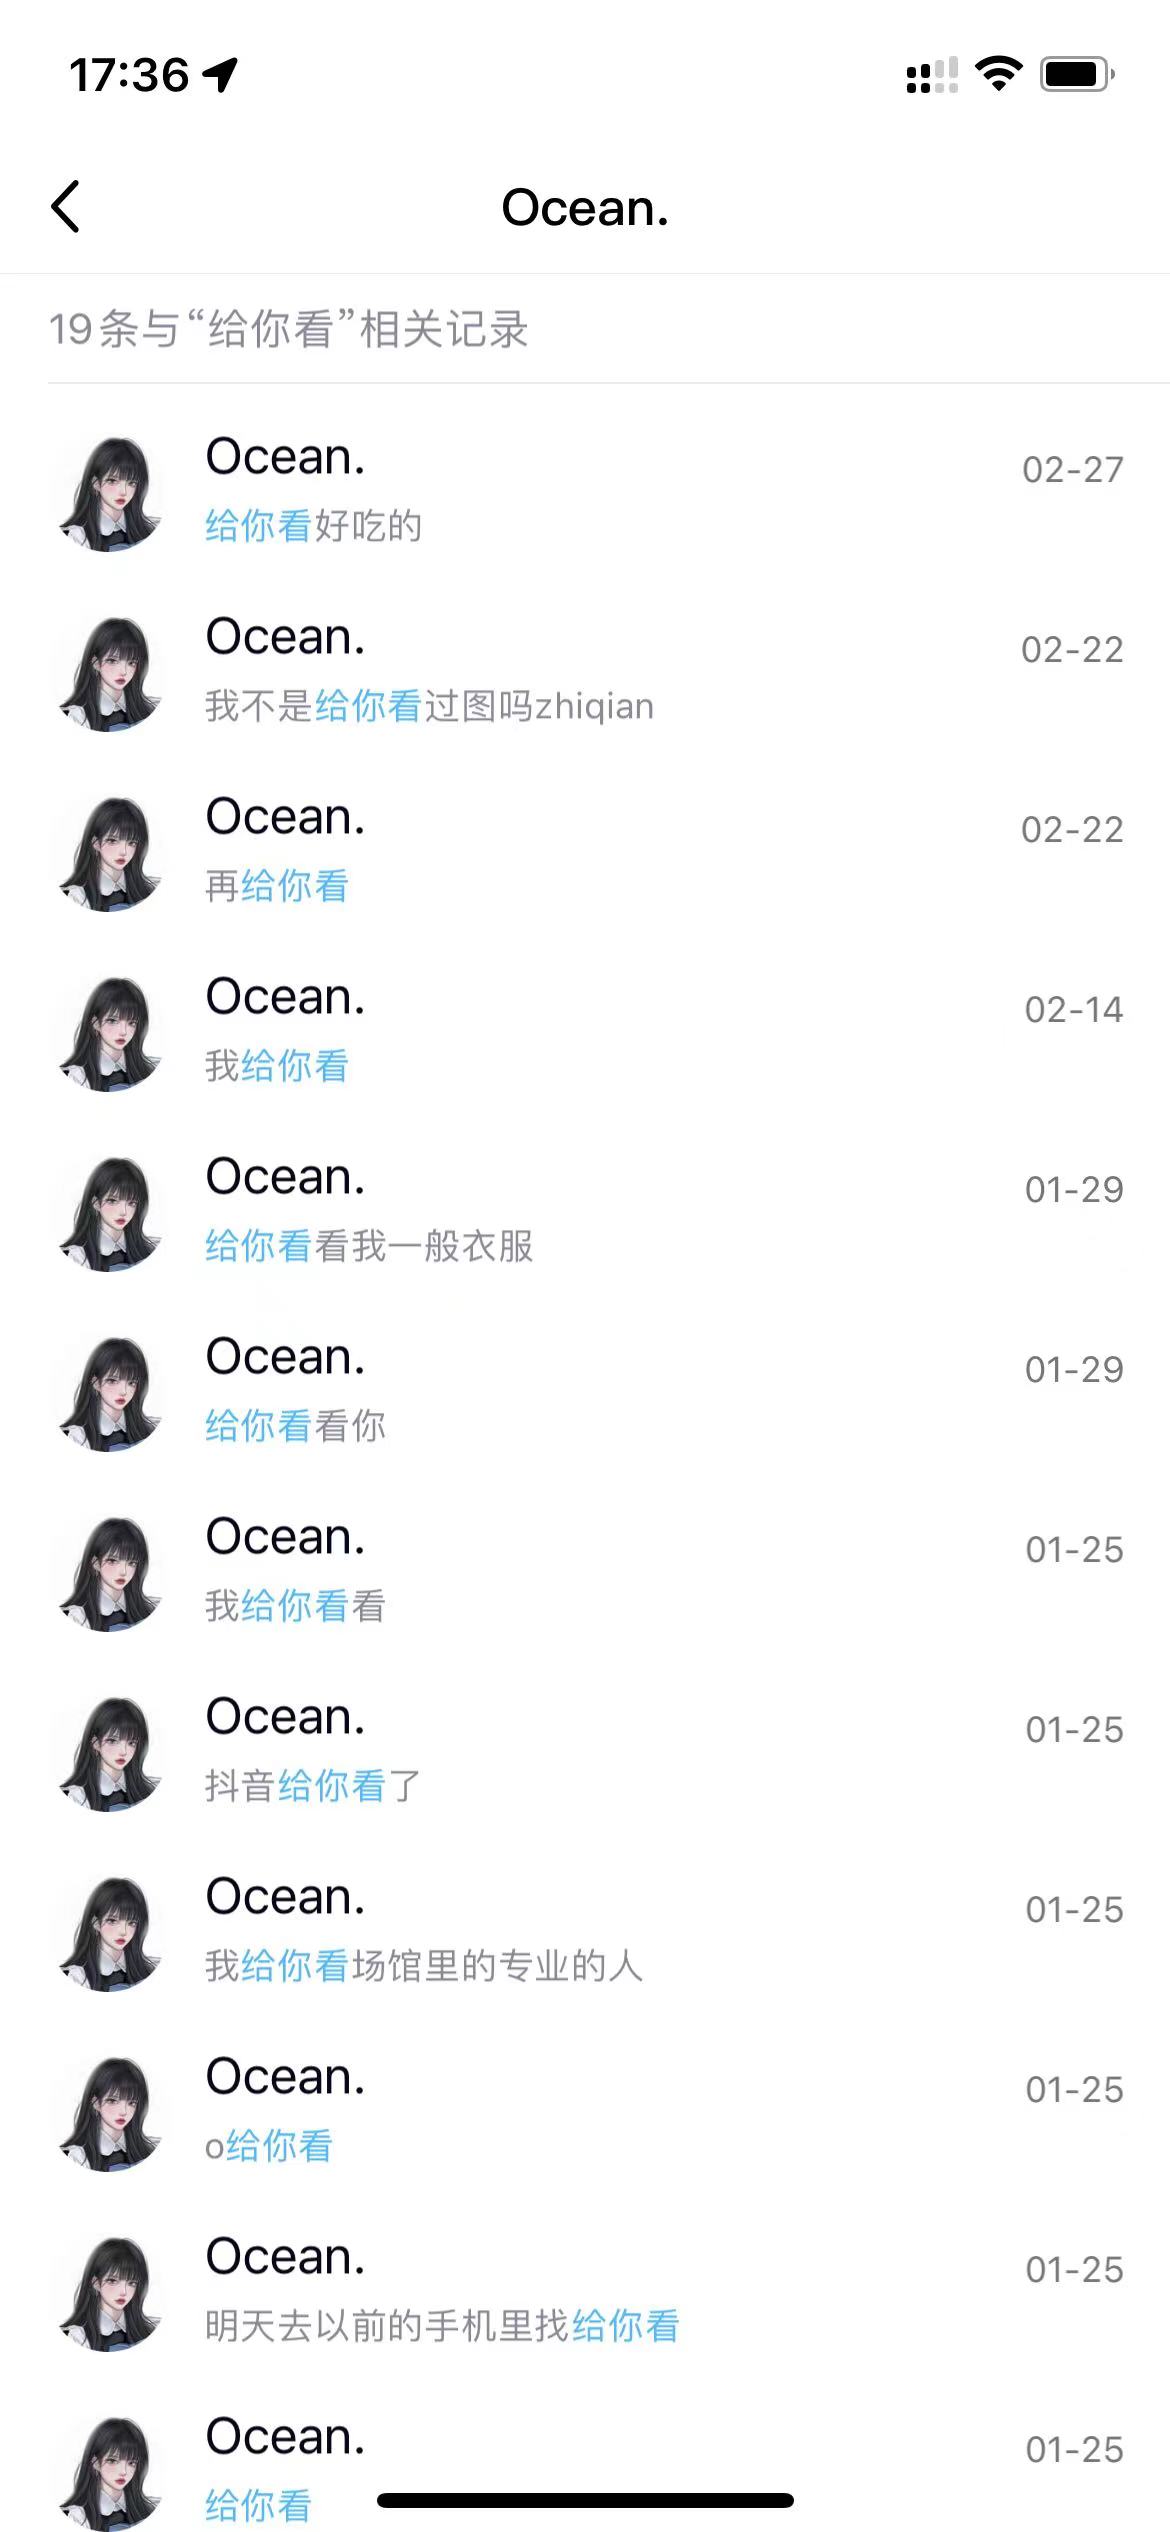 17:36
Ocean.
19条与“给你看”相关记录
Ocean.
02-27
给你看好吃的
Ocean.
02-22
我不是给你看过图吗zhiqian
Ocean.
02-22
再给你看
Ocean.
02-14
我给你看
Ocean.
01-29
给你看看我一般衣服
Ocean.
01-29
给你看看你
Ocean.
01-25
我给你看看
Ocean.
01-25
抖音给你看了
Ocean.
01-25
我给你看场馆里的专业的人
Ocean.
01-25
o给你看
Ocean.
01-25
明天去以前的手机里找给你看
Ocean.
01-25
给你看